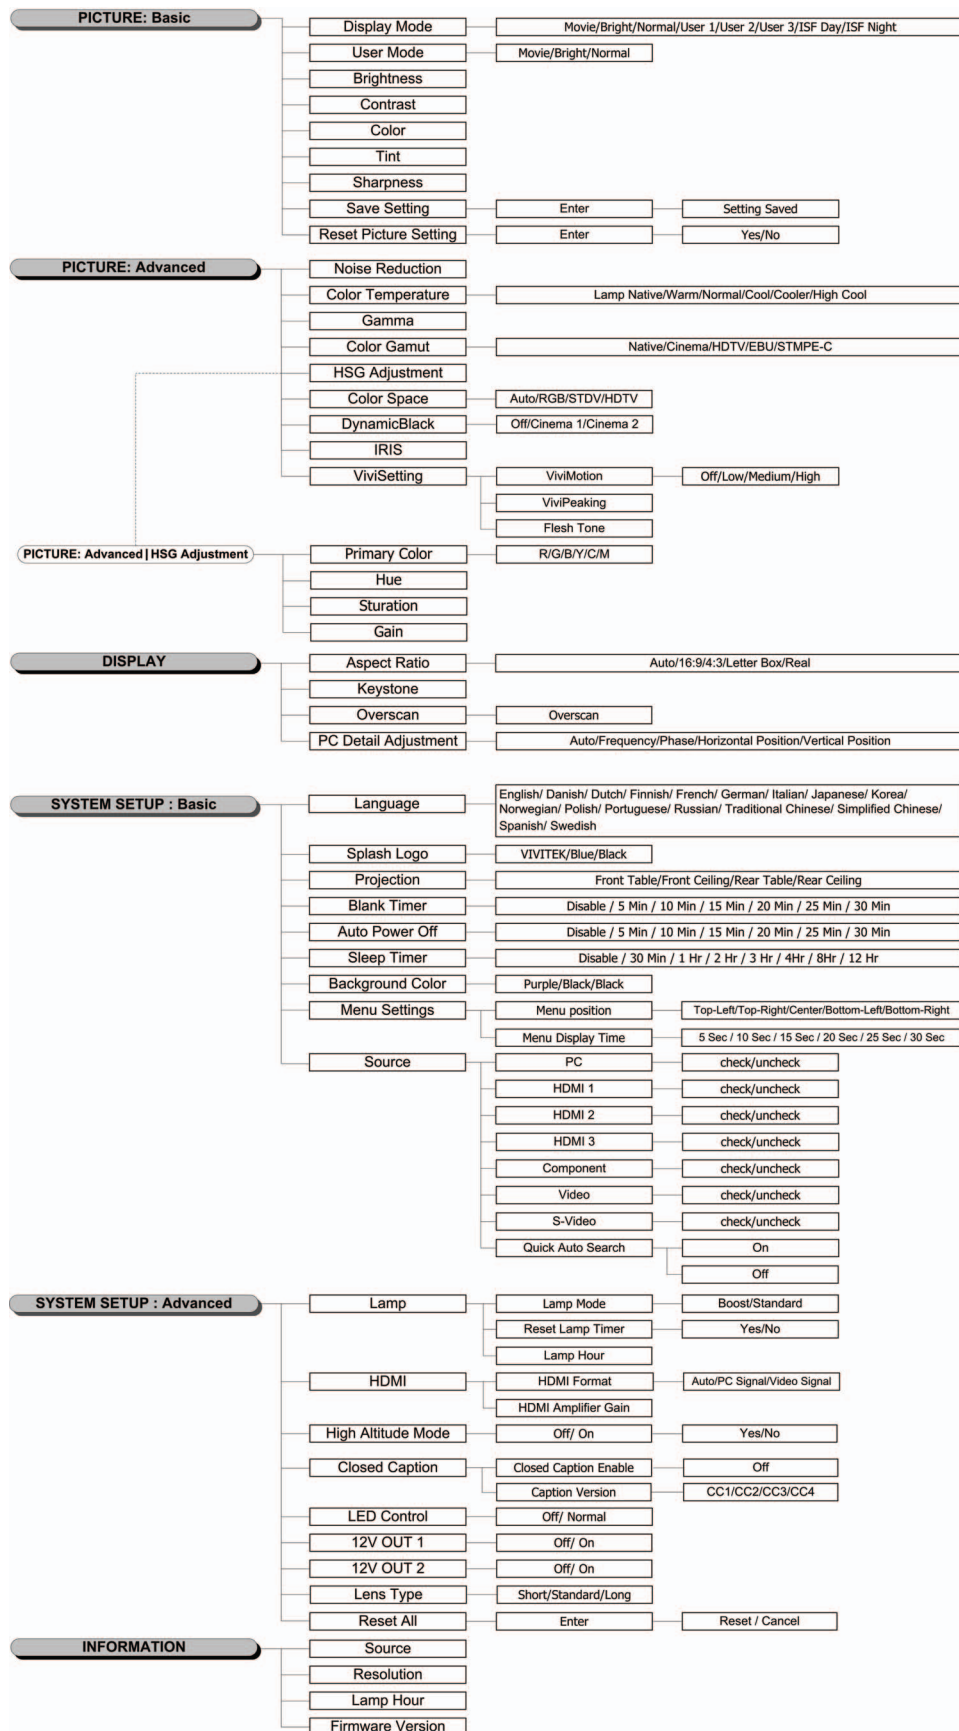 PICTURE: Basic
Display Mode
Movie/Bright/Normal/User 1/User 2/User 3/ISF Day/ISF Night
User Mode
Movie/Bright/Normal
Brightness
Contrast
Color
Tint
Sharpness
Save Setting
Enter
Setting Saved
Reset Picture Setting
Enter
Yes/No
PICTURE: Advanced
Noise Reduction
Color Temperature
Lamp Native/Warm/Normal/Cool/Cooler/High Cool
Gamma
Color Gamut
Native/Cinema/HDTV/EBU/STMPE-C
HSG Adjustment
Color Space
Auto/RGB/STDV/HDTV
DynamicBlack
Off/Cinema 1/Cinema 2
IRIS
ViviSetting
ViviMotion
Off/Low/Medium/High
ViviPeaking
Flesh Tone
PICTURE: Advanced | HSG Adjustment
Primary Color
R/G/B/Y/C/M
Hue
Sturation
Gain
DISPLAY
Aspect Ratio
Auto/16:9/4:3/Letter Box/Real
Keystone
Overscan
Overscan
PC Detail Adjustment
Auto/Frequency/Phase/Horizontal Position/Vertical Position
SYSTEM SETUP : Basic
Language
English/ Danish/ Dutch/ Finnish/ French/ German/ Italian/ Japanese/ Korea/
Norwegian/ Polish/ Portuguese/ Russian/ Traditional Chinese/ Simplified Chinese/
Spanish/ Swedish
Splash Logo
VIVITEK/Blue/Black
Projection
Front Table/Front Ceiling/Rear Table/Rear Ceiling
Blank Timer
Disable / 5 Min / 10 Min / 15 Min / 20 Min / 25 Min / 30 Min
Auto Power Off
Disable / 5 Min / 10 Min / 15 Min / 20 Min / 25 Min / 30 Min
Sleep Timer
Disable / 30 Min / 1 Hr / 2 Hr / 3 Hr / 4Hr / 8Hr / 12 Hr
Background Color
Purple/Black/Black
Menu Settings
Menu position
Top-Left/Top-Right/Center/Bottom-Left/Bottom-Right
Menu Display Time
5 Sec / 10 Sec / 15 Sec / 20 Sec / 25 Sec / 30 Sec
Source
PC
check/uncheck
HDMI 1
check/uncheck
HDMI 2
check/uncheck
HDMI 3
check/uncheck
Component
check/uncheck
Video
check/uncheck
S-Video
check/uncheck
Quick Auto Search
On
Off
SYSTEM SETUP : Advanced
Lamp
Lamp Mode
Boost/Standard
Reset Lamp Timer
Yes/No
Lamp Hour
HDMI
HDMI Format
Auto/PC Signal/Video Signal
HDMI Amplifier Gain
High Altitude Mode
Off/ On
Yes/No
Closed Caption
Closed Caption Enable
Off
Caption Version
CC1/CC2/CC3/CC4
LED Control
Off/ Normal
12V OUT 1
Off/ On
12V OUT 2
Off/ On
Lens Type
Short/Standard/Long
Reset All
Enter
Reset / Cancel
INFORMATION
Source
Resolution
Lamp Hour
Firmware Version